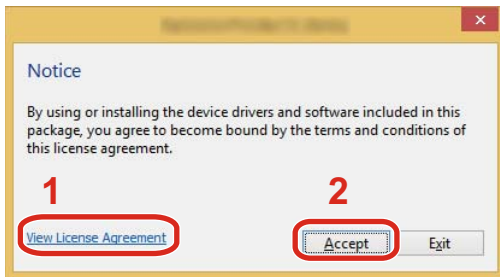 Notice
By using or installing the device drivers and software included in this
package, you agree to become bound by the terms and conditions of
this license agreement.
1
2
View License Agreement
Accept
Exit